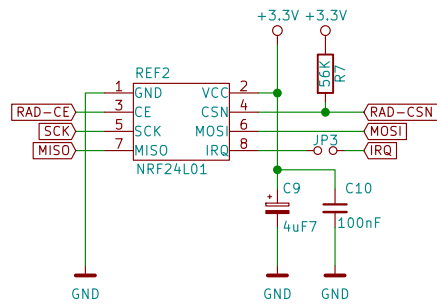 +3.3V +3.3V
56K
R7
REF2
1 GND VCC 2
RAD-CE 3 CE CSN 4 RAD-CSN
SCK 5 SCK MOSI 6 MOSI
MISO 7 MISO IRQ 8 JP3 IRQ
NRF24L01
+ C9 C10
4uF7 100nF
GND GND GND